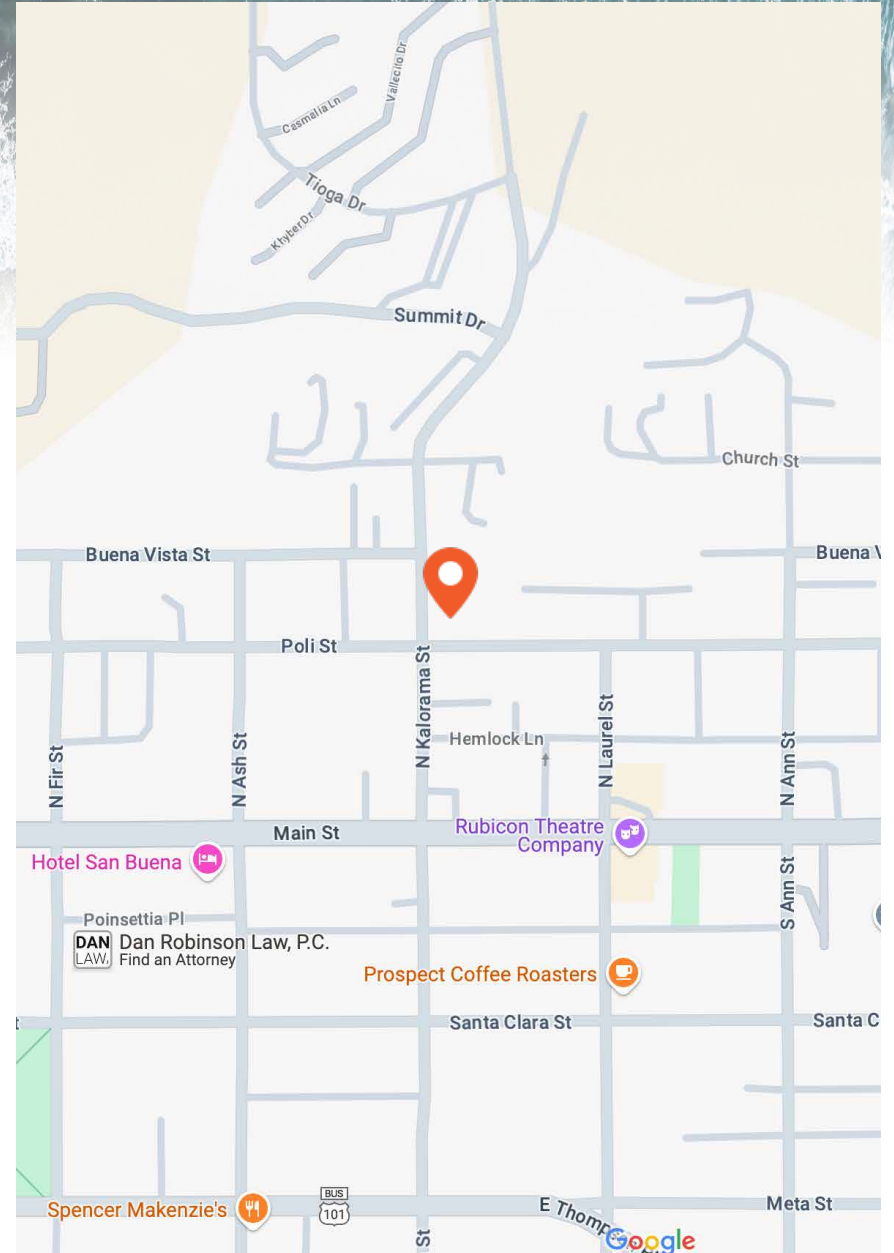 Vallecito Dr
Casmalia Ln
Tioga Dr
Khyber Dr
Summit Dr
Church St
Buena Vista St
Buena V
Poli St
N Kalorama St
N Laurel St
Hemlock Ln
N Fir St
N Ash St
N Ann St
Main St
Rubicon Theatre
Company
Hotel San Buena
S Ann St
Poinsettia Pl
DAN
LAW.
Dan Robinson Law, P.C.
Find an Attorney
Prospect Coffee Roasters
t
Santa Clara St
Santa C
Spencer Makenzie's
BUS
101
E Thomp
Meta St
St
Google